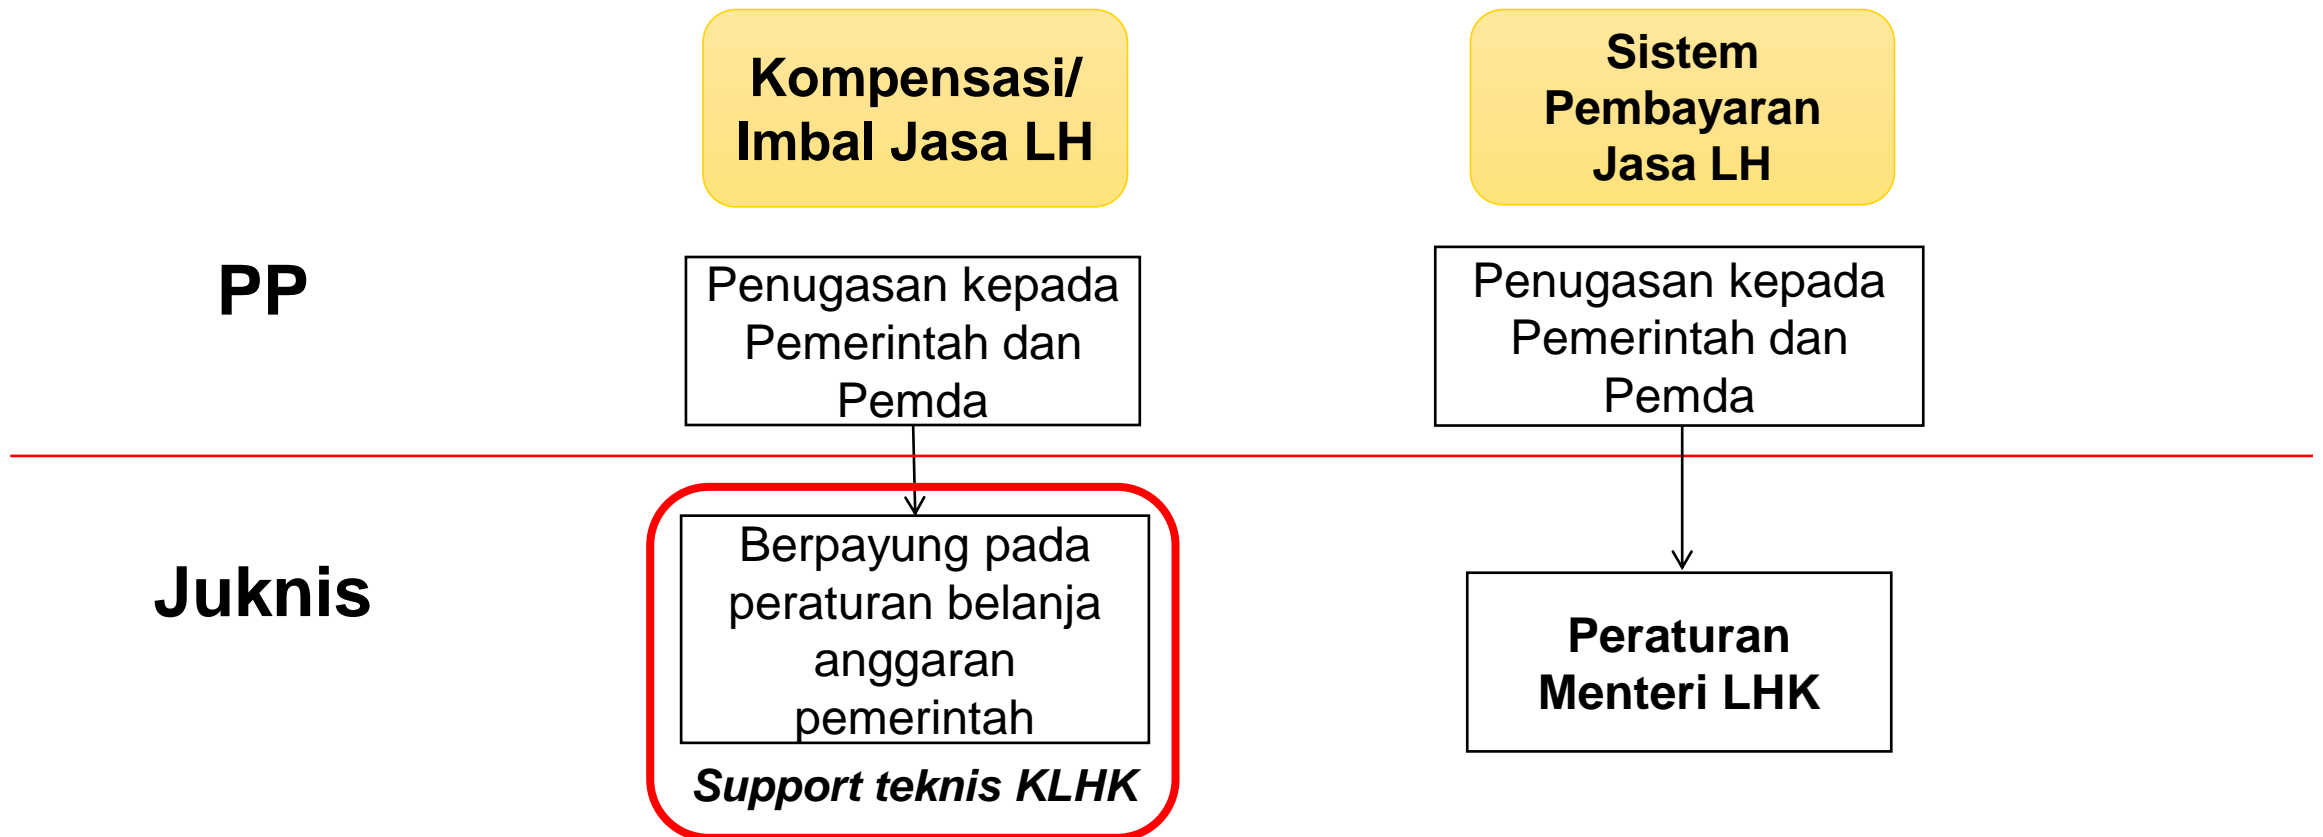 Kompensasi/
Imbal Jasa LH
Sistem
Pembayaran
Jasa LH
PP
Penugasan kepada
Pemerintah dan
Pemda
Penugasan kepada
Pemerintah dan
Pemda
Juknis
Berpayung pada
peraturan belanja
anggaran
pemerintah
Support teknis KLHK
Peraturan
Menteri LHK